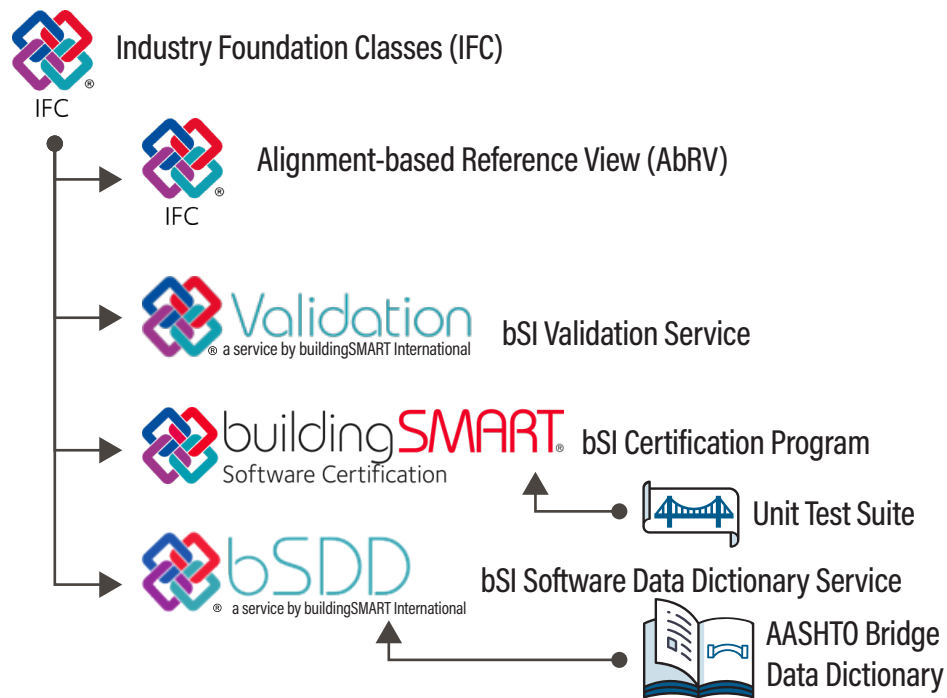 Industry Foundation Classes (IFC)
®
IFC
Alignment-based Reference View (AbRV)
®
IFC
Validation
® a service by buildingSMART International
bSI Validation Service
buildingSMART®
Software Certification
bSI Certification Program
Unit Test Suite
bSDD
® a service by buildingSMART International
bSI Software Data Dictionary Service
AASHTO Bridge
Data Dictionary